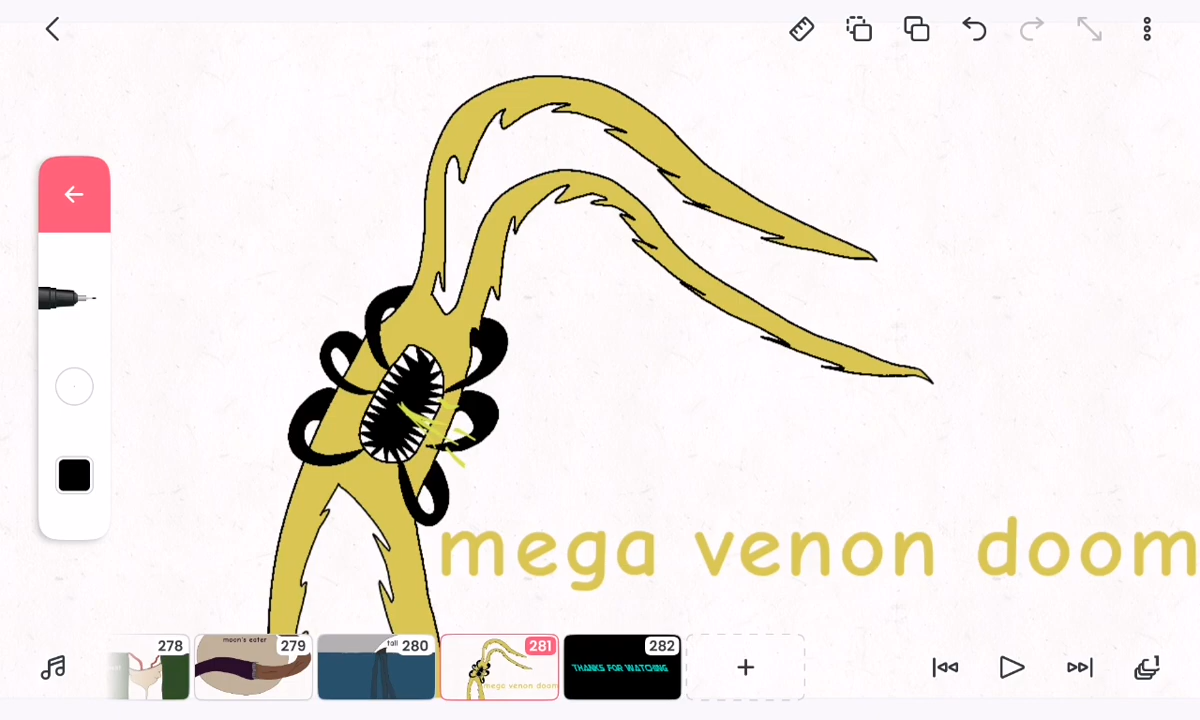 mega venon doom
278
moon's eater
279
tall
280
281
mega venon doom
282
THANKS FOR WATCHING